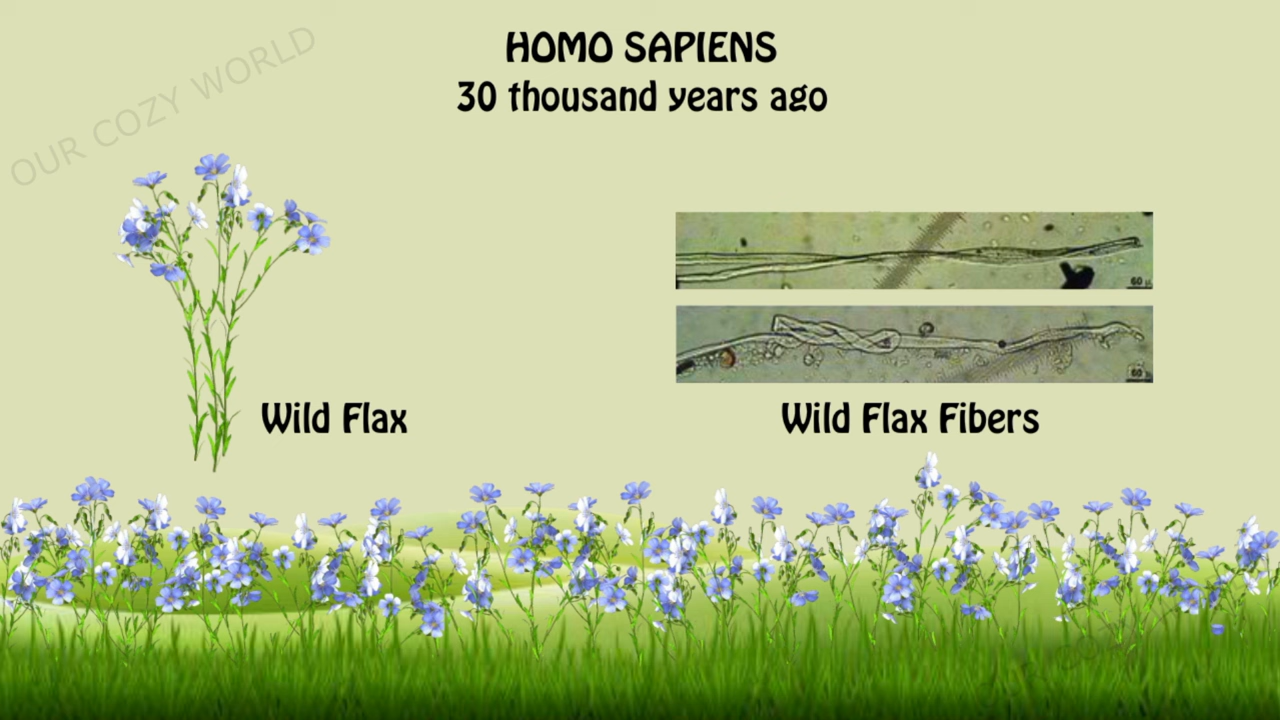 OUR COZY WORLD
HOMO SAPIENS
30 thousand years ago
60
60
Wild Flax
Wild Flax Fibers